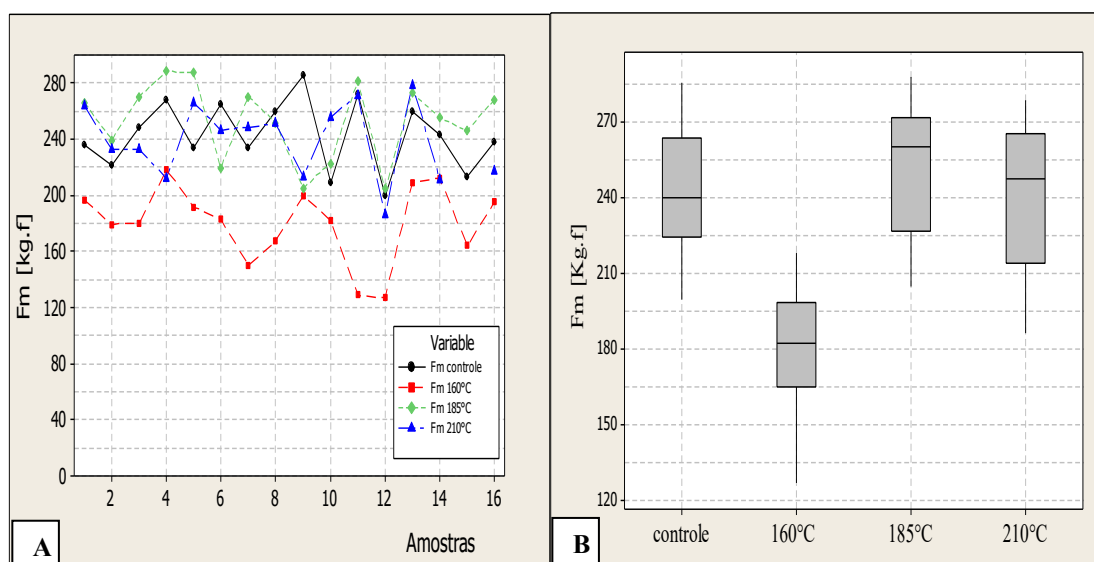 Fm [kg.f]
280
240
200
160
120
80
40
0
2 4 6 8 10 12 14 16
Amostras
Variable
Fm controle
Fm 160°C
Fm 185°C
Fm 210°C
A
Fm [Kg.f]
270
240
210
180
150
120
controle 160°C 185°C 210°C
B